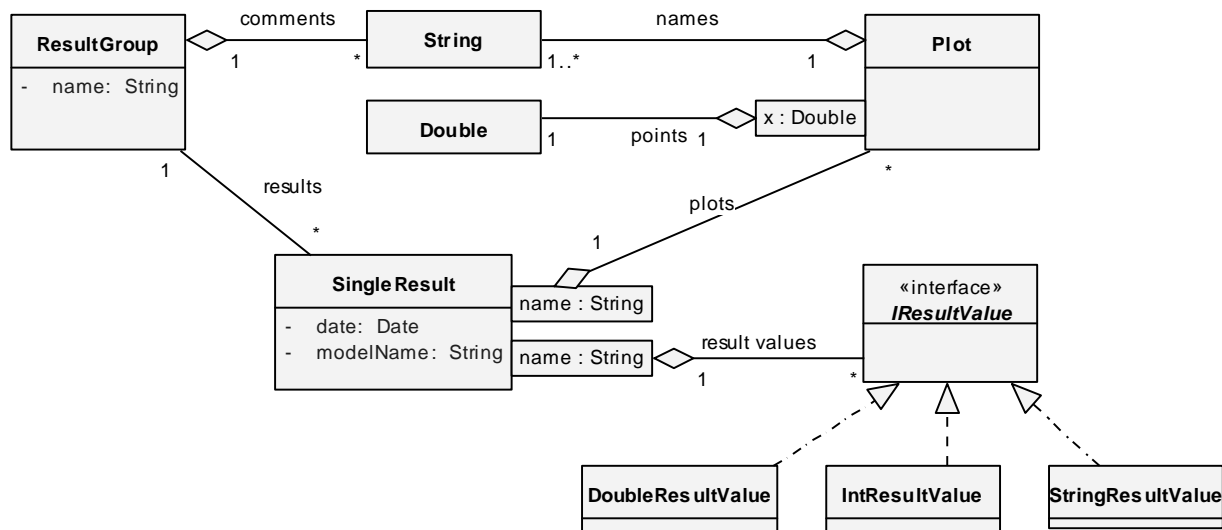 comments
names
ResultGroup
- name: String
1
*
String
1..*
1
Plot
Double
1
points
1
x : Double
1
results
*
*
plots
1
SingleResult
- date: Date
- modelName: String
name : String
name : String
result values
1
*
«interface»
IResultValue
DoubleResultValue
IntResultValue
StringResultValue